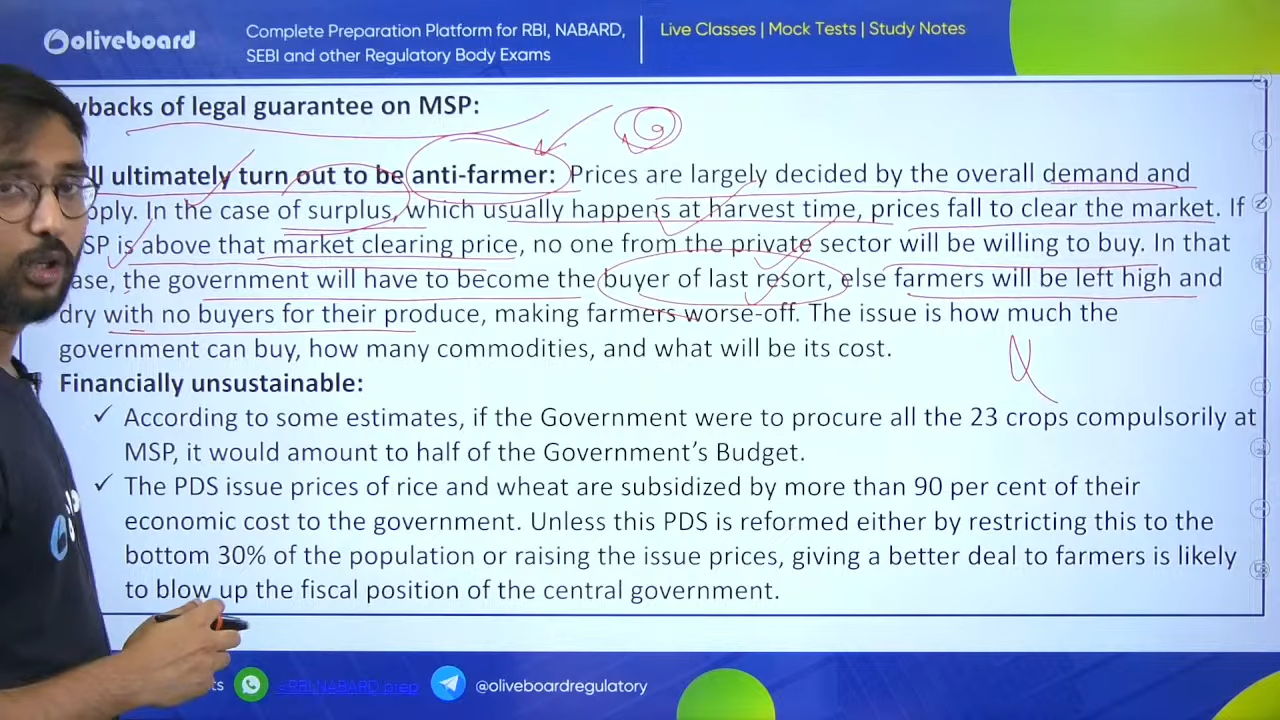 oliveboard
Complete Preparation Platform for RBI, NABARD,
SEBI and other Regulatory Body Exams
Live Classes | Mock Tests | Study Notes
wbacks of legal guarantee on MSP:
ll ultimately turn out to be anti-farmer: Prices are largely decided by the overall demand and
pply. In the case of surplus, which usually happens at harvest time, prices fall to clear the market. If
SP is above that market clearing price, no one from the private sector will be willing to buy. In that
ase, the government will have to become the buyer of last resort, else farmers will be left high and
dry with no buyers for their produce, making farmers worse-off. The issue is how much the
government can buy, how many commodities, and what will be its cost.
Financially unsustainable:
✓ According to some estimates, if the Government were to procure all the 23 crops compulsorily at
MSP, it would amount to half of the Government's Budget.
✓ The PDS issue prices of rice and wheat are subsidized by more than 90 per cent of their
economic cost to the government. Unless this PDS is reformed either by restricting this to the
bottom 30% of the population or raising the issue prices, giving a better deal to farmers is likely
to blow up the fiscal position of the central government.
ts @RBI NABARD prep @oliveboardregulatory